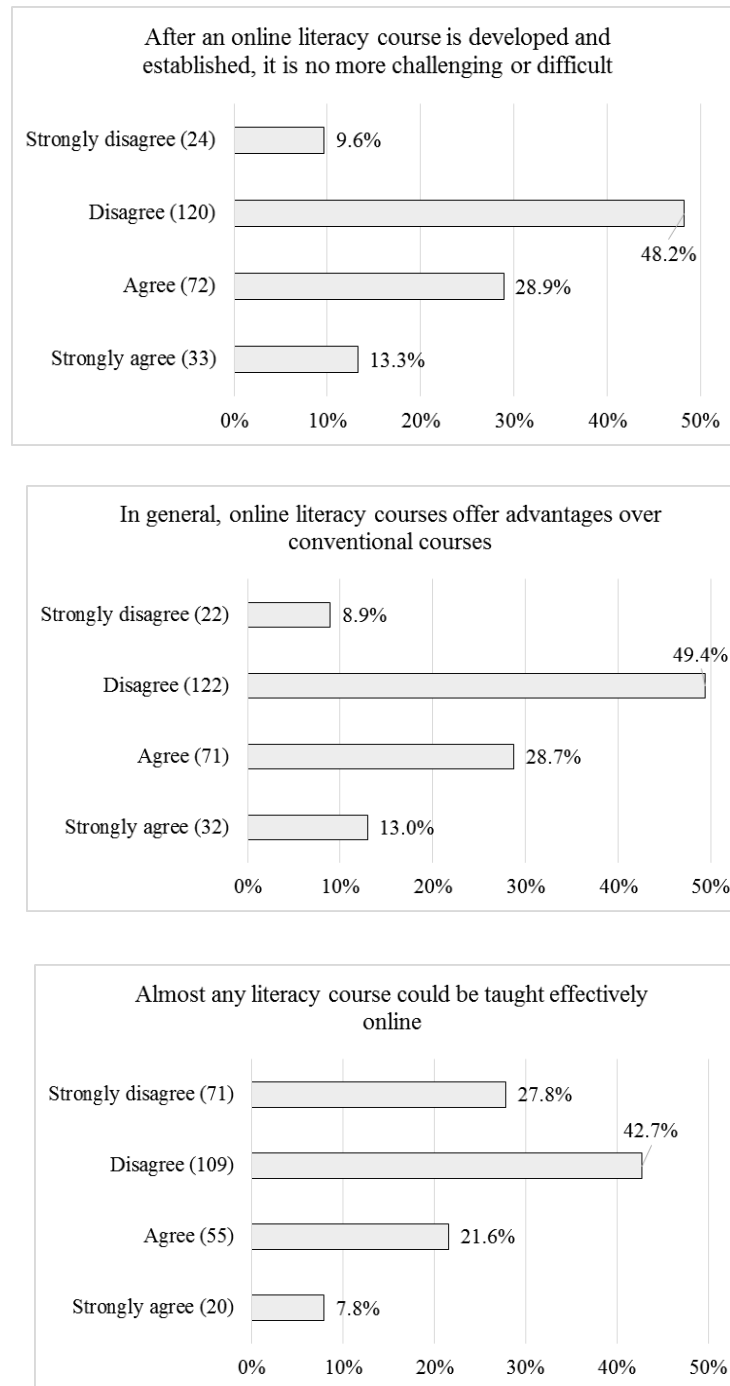 After an online literacy course is developed and
established, it is no more challenging or difficult
Strongly disagree (24) 9.6%
Disagree (120) 48.2%
Agree (72) 28.9%
Strongly agree (33) 13.3%
0% 10% 20% 30% 40% 50%
In general, online literacy courses offer advantages over
conventional courses
Strongly disagree (22) 8.9%
Disagree (122) 49.4%
Agree (71) 28.7%
Strongly agree (32) 13.0%
0% 10% 20% 30% 40% 50%
Almost any literacy course could be taught effectively
online
Strongly disagree (71) 27.8%
Disagree (109) 42.7%
Agree (55) 21.6%
Strongly agree (20) 7.8%
0% 10% 20% 30% 40% 50%